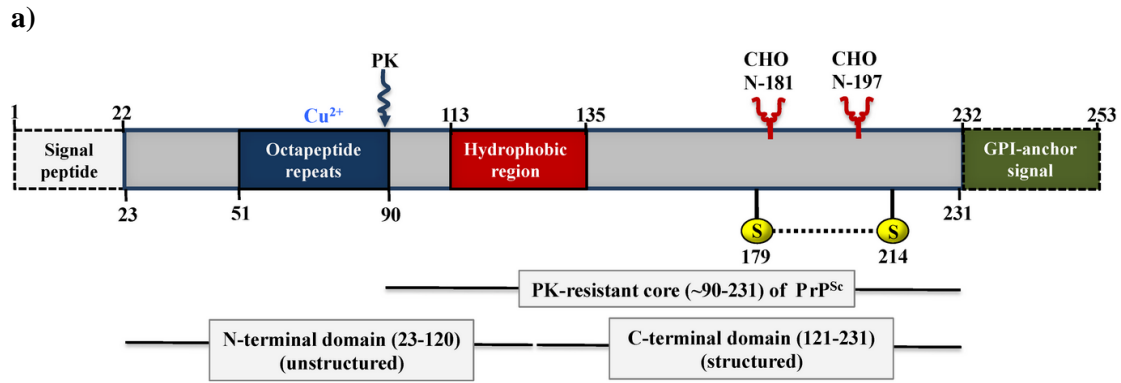 a)
PK
CHO CHO
N-181 N-197
1 22 Cu²⁺ 113 135 232 253
Signal peptide
Octapeptide repeats
Hydrophobic region
GPI-anchor signal
23 51 90 231
S S
179 214
PK-resistant core (~90-231) of PrPˢᶜ
N-terminal domain (23-120)
(unstructured)
C-terminal domain (121-231)
(structured)